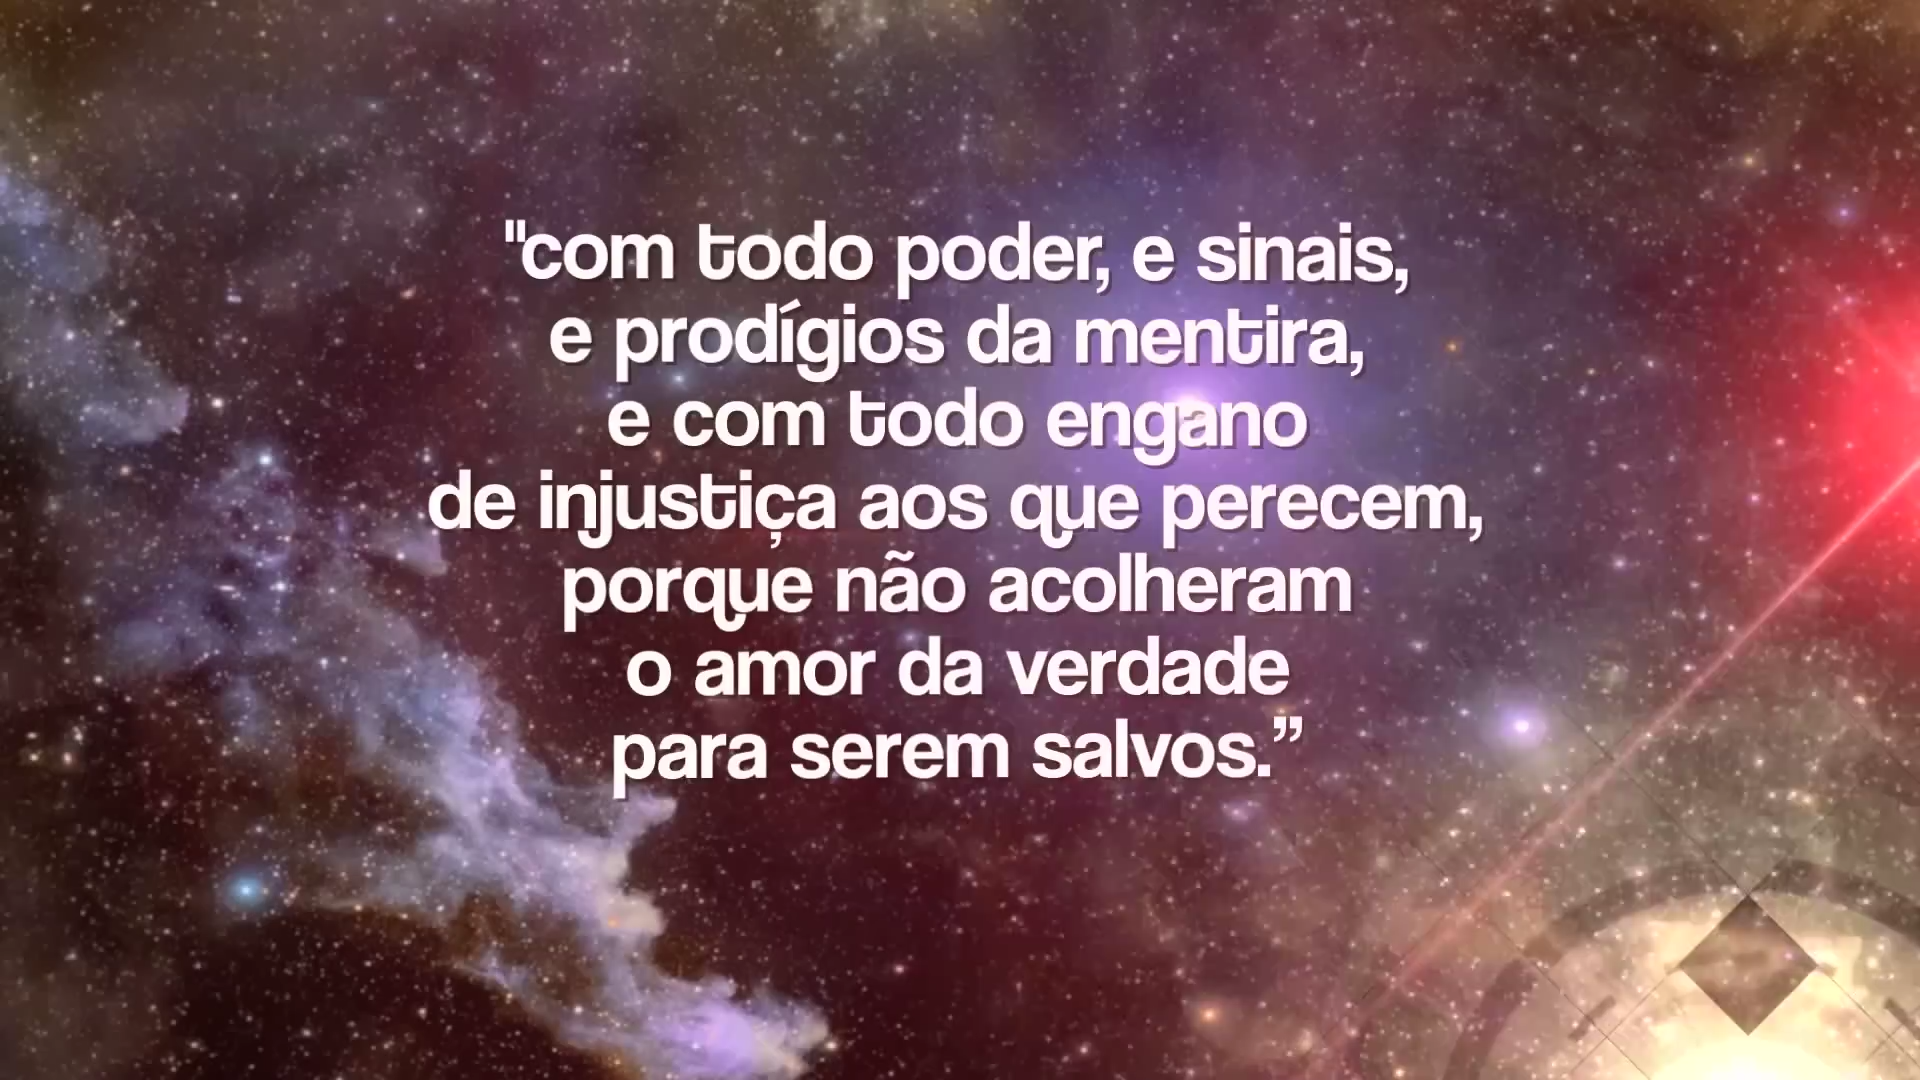 "com todo poder, e sinais,
e prodígios da mentira,
e com todo engano
de injustiça aos que perecem,
porque não acolheram
o amor da verdade
para serem salvos.”